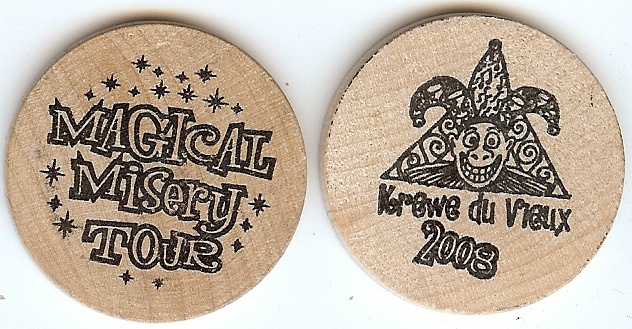 MAGICAL
MISERY
TOUR
Krewe du Vieux
2008